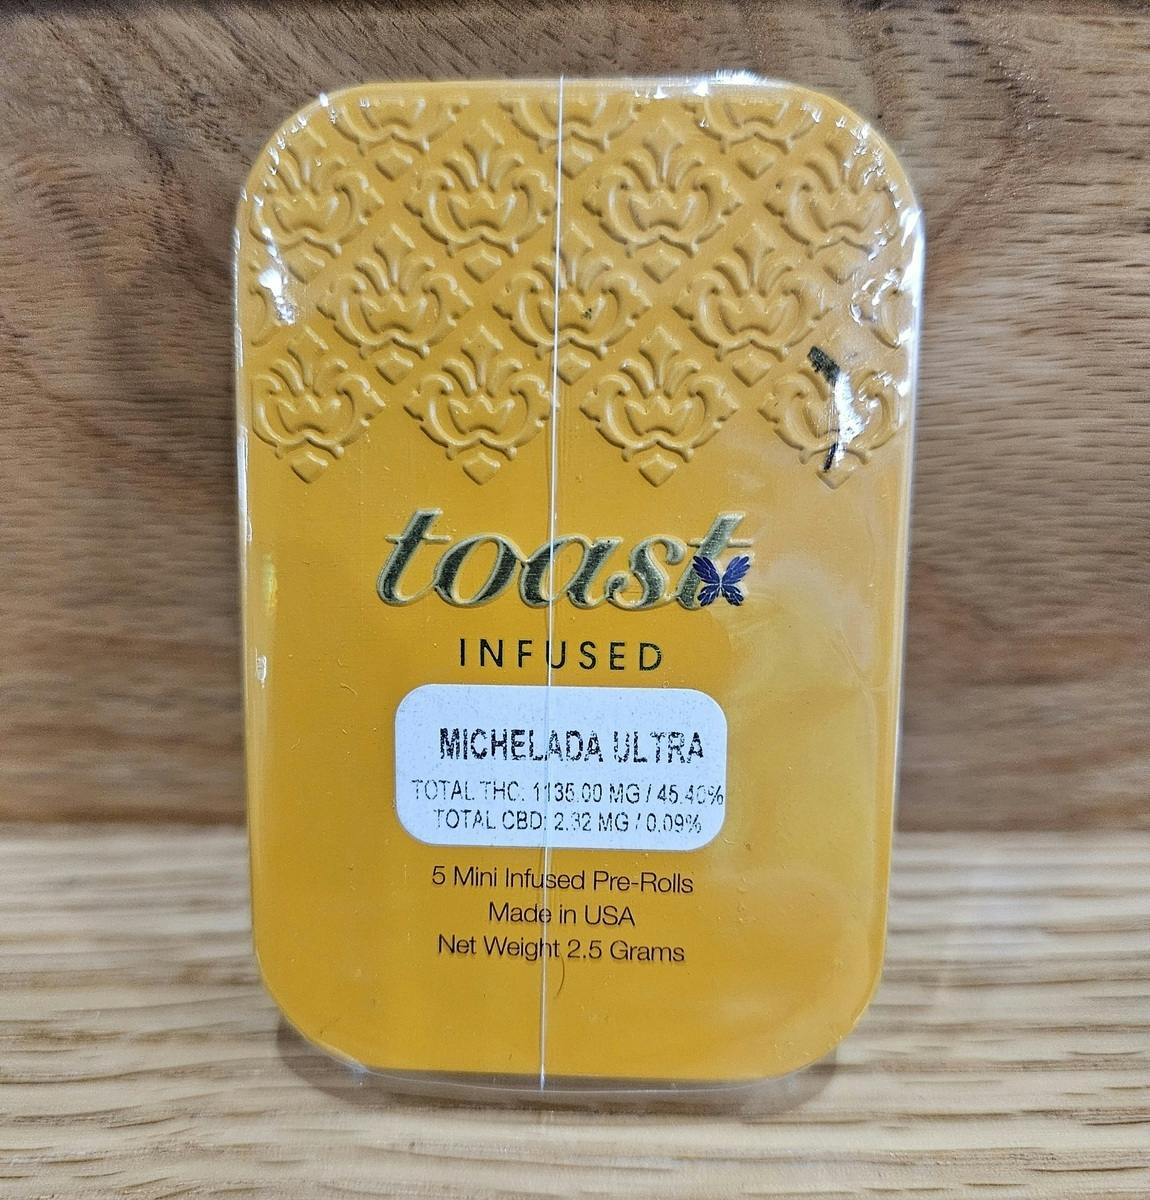 toast
INFUSED
MICHELADA ULTRA
TOTAL THC: 1135.00 MG / 45.40%
TOTAL CBD: 2.32 MG / 0.09%
5 Mini Infused Pre-Rolls
Made in USA
Net Weight 2.5 Grams